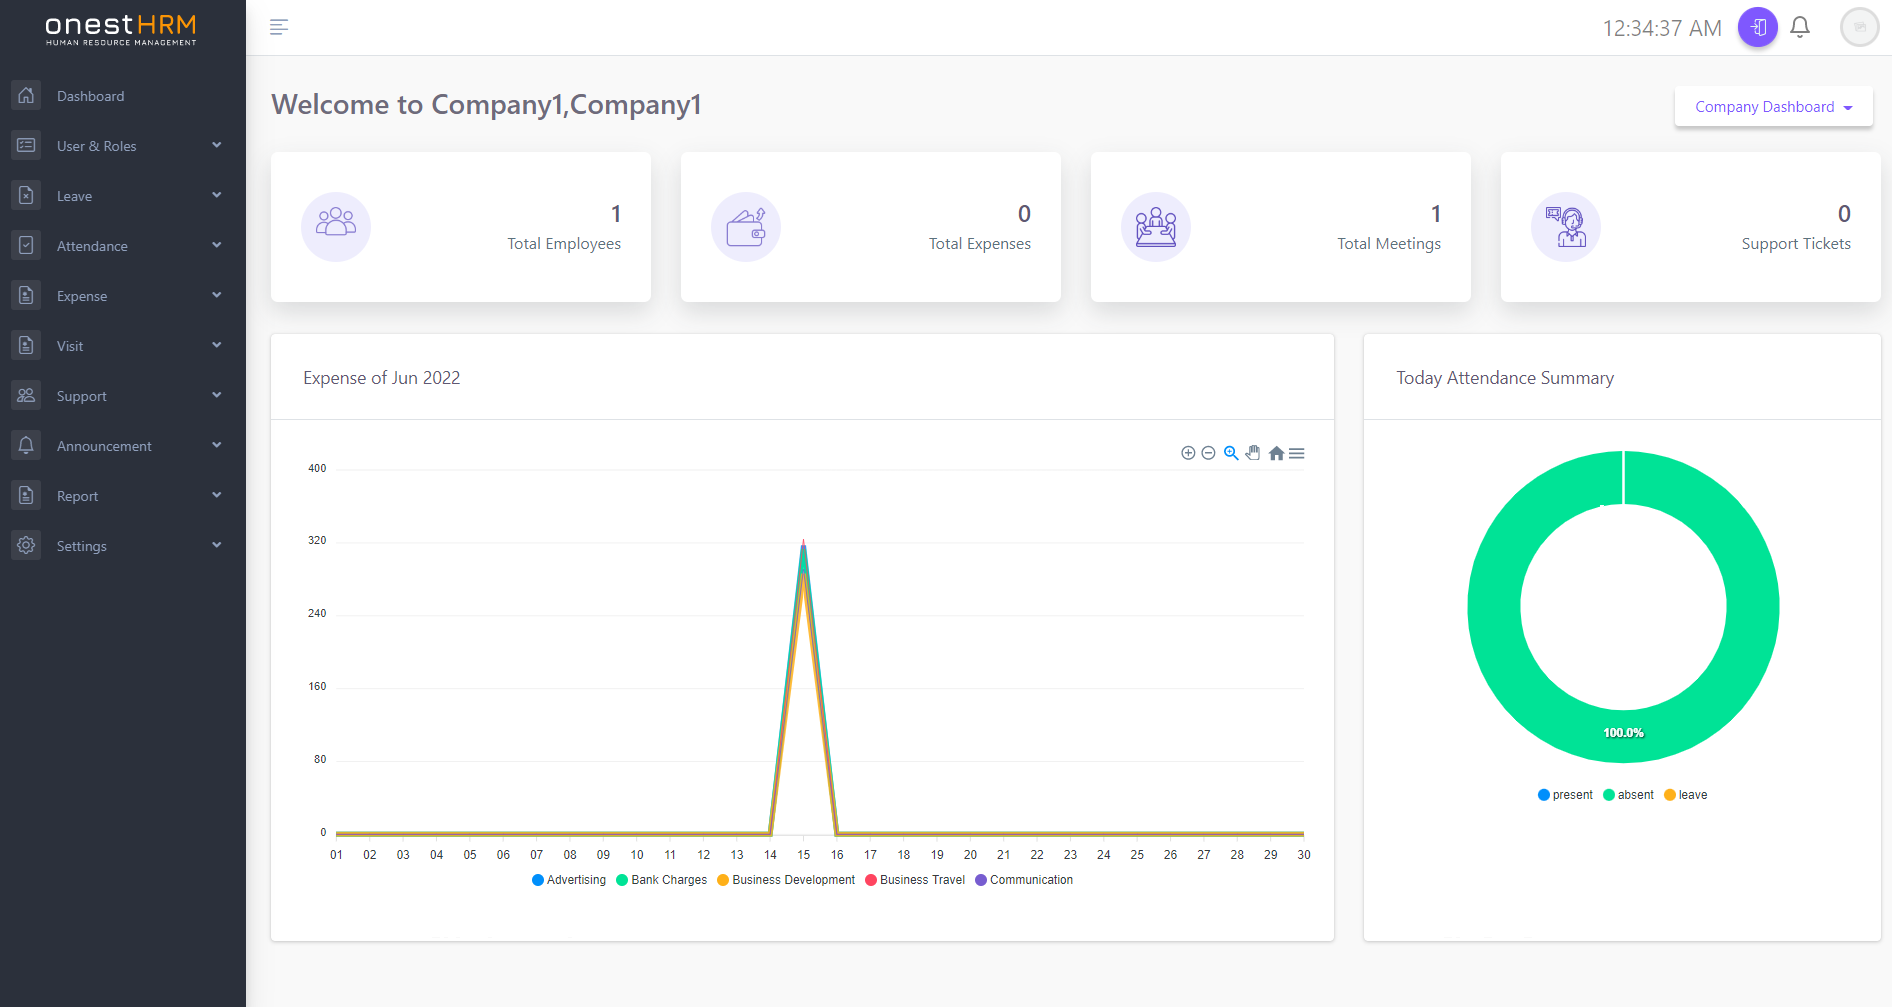 onestHRM
HUMAN RESOURCE MANAGEMENT
12:34:37 AM
Dashboard
User & Roles
Leave
Attendance
Expense
Visit
Support
Announcement
Report
Settings
Welcome to Company1,Company1
Company Dashboard
1
Total Employees
0
Total Expenses
1
Total Meetings
0
Support Tickets
Expense of Jun 2022
400
320
240
160
80
0
01 02 03 04 05 06 07 08 09 10 11 12 13 14 15 16 17 18 19 20 21 22 23 24 25 26 27 28 29 30
Advertising Bank Charges Business Development Business Travel Communication
Today Attendance Summary
100.0%
present absent leave